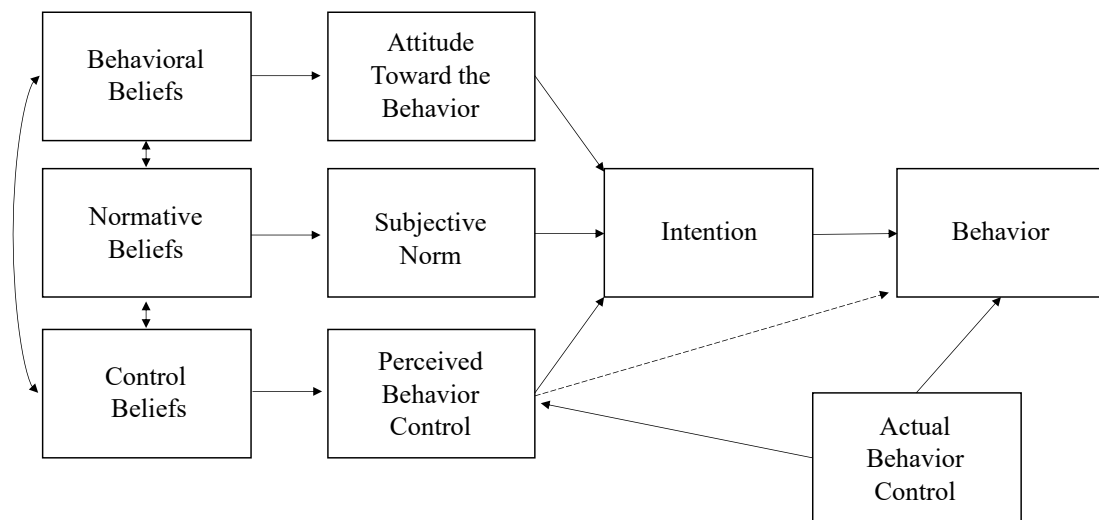 Behavioral
Beliefs
Attitude
Toward the
Behavior
Normative
Beliefs
Subjective
Norm
Intention
Behavior
Control
Beliefs
Perceived
Behavior
Control
Actual
Behavior
Control